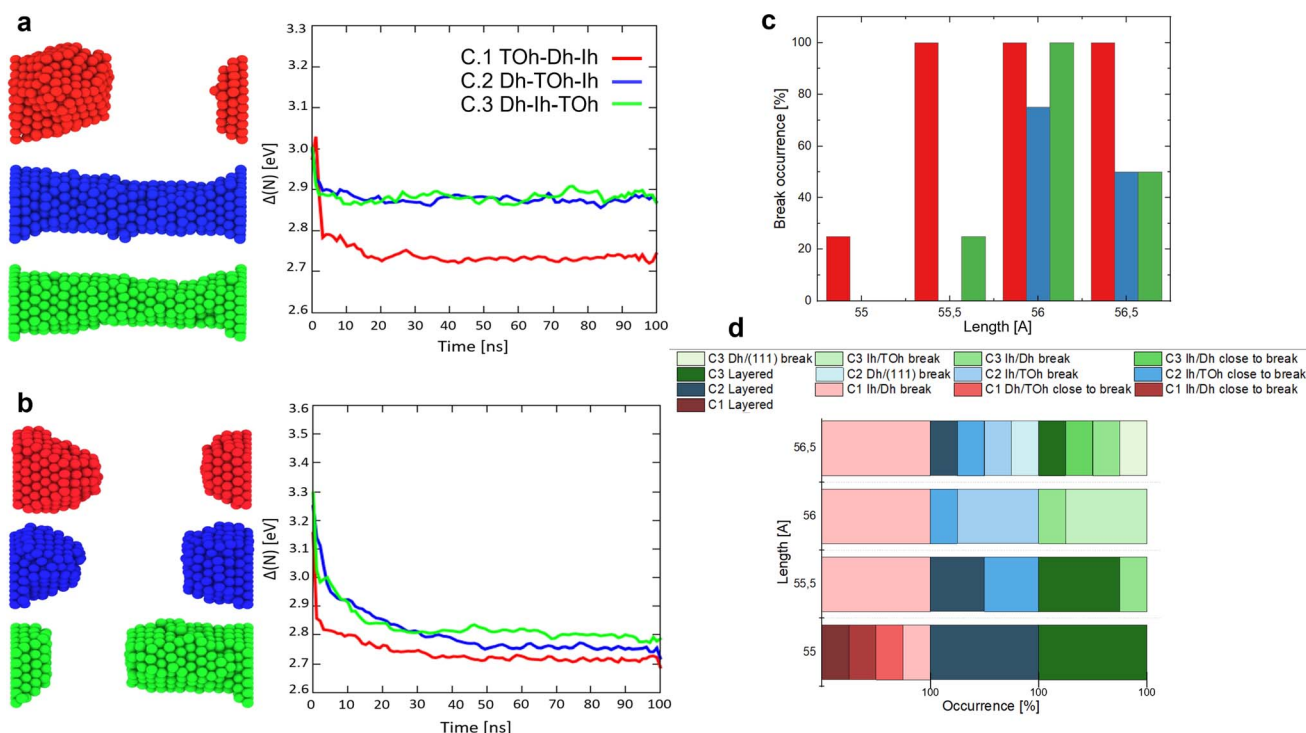 a
Δ(N) [eV]
3.3
3.2
3.1
3.0
2.9
2.8
2.7
2.6
C.1 TOh-Dh-Ih
C.2 Dh-TOh-Ih
C.3 Dh-Ih-TOh
0 10 20 30 40 50 60 70 80 90 100
Time [ns]
b
Δ(N) [eV]
3.6
3.5
3.4
3.3
3.2
3.1
3.0
2.9
2.8
2.7
2.6
0 10 20 30 40 50 60 70 80 90 100
Time [ns]
c
Break occurrence [%]
100
80
60
40
20
0
55 55,5 56 56,5
Length [A]
d
C3 Dh/(111) break C3 Ih/TOh break C3 Ih/Dh break C3 Ih/Dh close to break
C3 Layered C2 Dh/(111) break C2 Ih/TOh break C2 Ih/TOh close to break
C2 Layered C1 Ih/Dh break C1 Dh/TOh close to break C1 Ih/Dh close to break
C1 Layered
Length [A]
56,5
56
55,5
55
100 100 100
Occurrence [%]